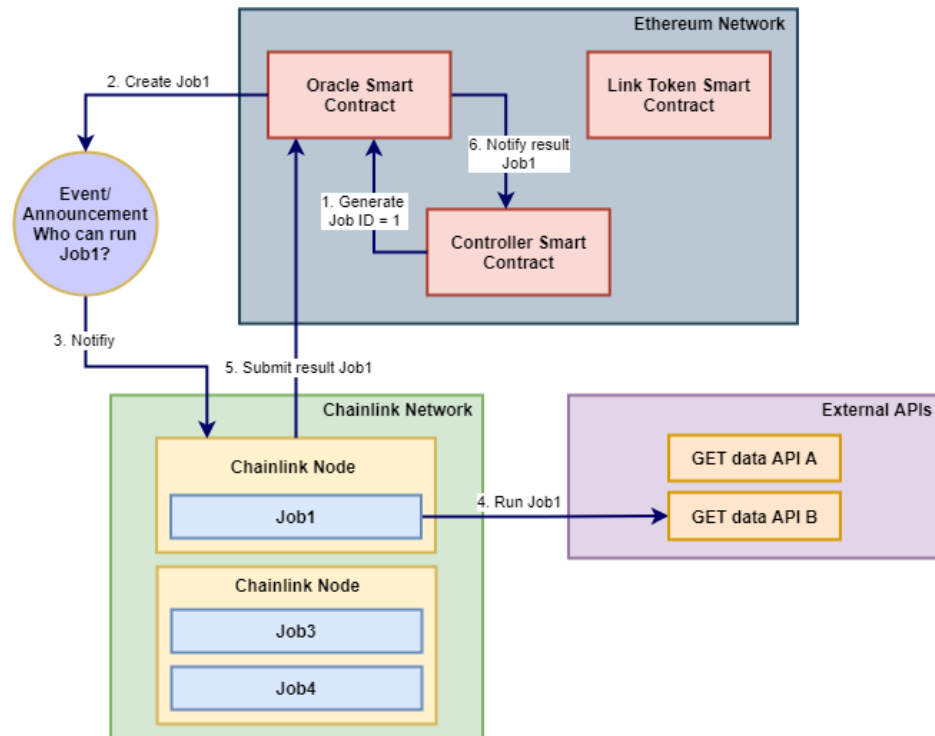 Ethereum Network
Oracle Smart
Contract
Link Token Smart
Contract
2. Create Job1
6. Notify result
Job1
1. Generate
Job ID = 1
Event/
Announcement
Who can run
Job1?
Controller Smart
Contract
3. Notifiy
5. Submit result Job1
Chainlink Network
Chainlink Node
Job1
4. Run Job1
External APIs
GET data API A
GET data API B
Chainlink Node
Job3
Job4